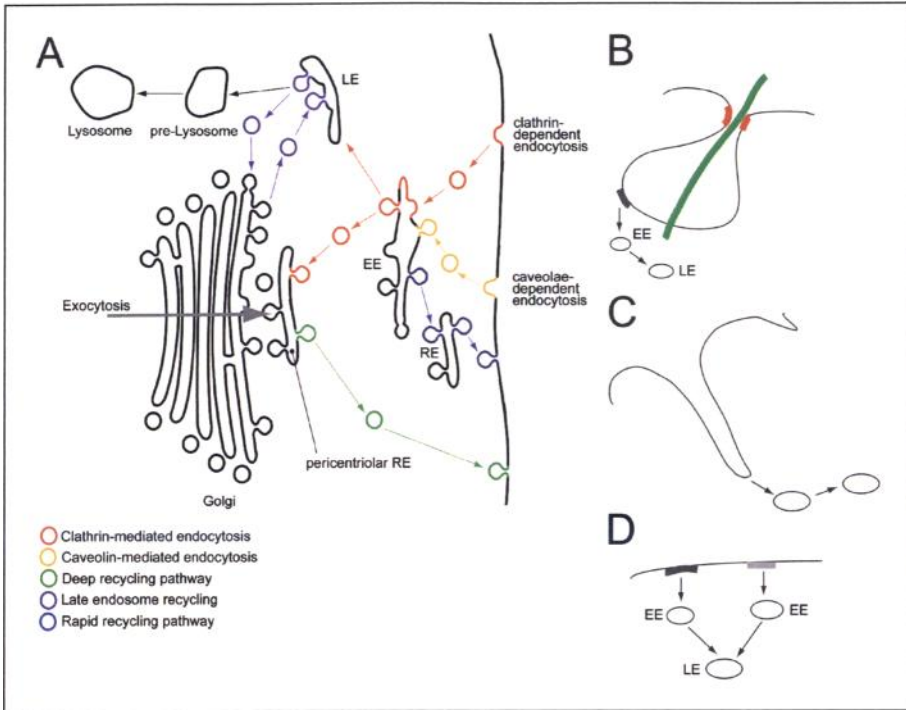 A
Lysosome
pre-Lysosome
LE
clathrin-
dependent
endocytosis
EE
caveolae-
dependent
endocytosis
Exocytosis
RE
pericentriolar RE
Golgi
Clathrin-mediated endocytosis
Caveolin-mediated endocytosis
Deep recycling pathway
Late endosome recycling
Rapid recycling pathway
B
EE
LE
C
D
EE
EE
LE